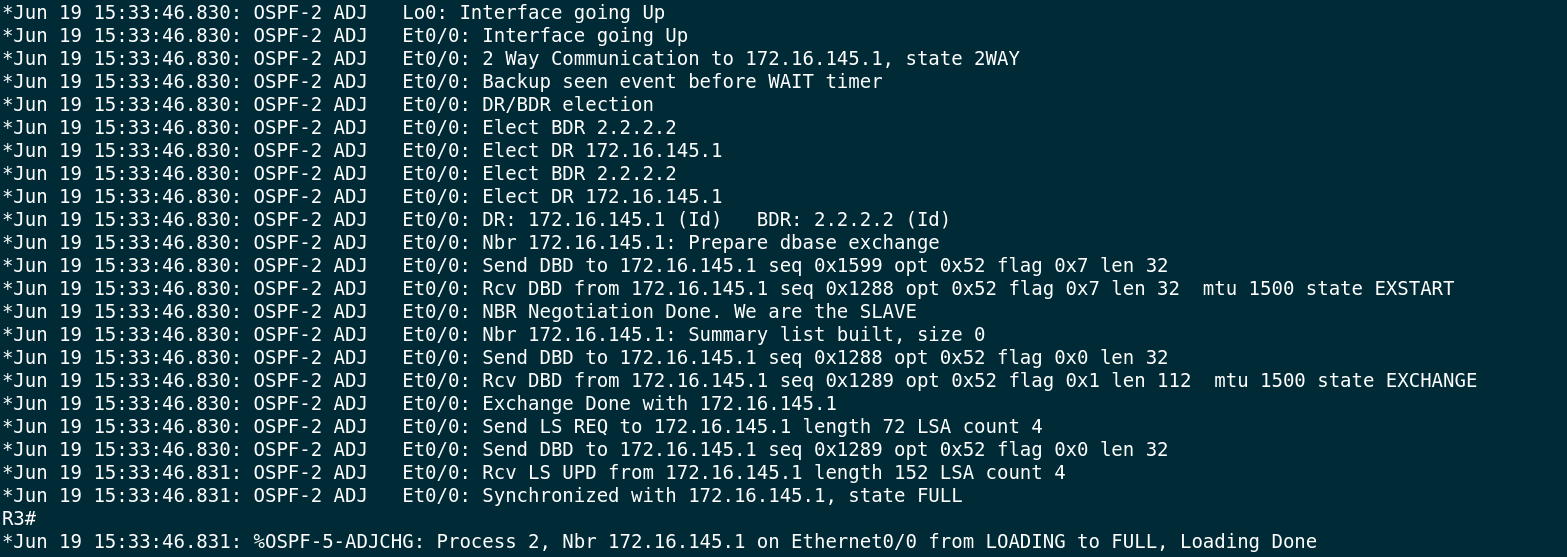 *Jun 19 15:33:46.830: OSPF-2 ADJ   Lo0: Interface going Up
*Jun 19 15:33:46.830: OSPF-2 ADJ   Et0/0: Interface going Up
*Jun 19 15:33:46.830: OSPF-2 ADJ   Et0/0: 2 Way Communication to 172.16.145.1, state 2WAY
*Jun 19 15:33:46.830: OSPF-2 ADJ   Et0/0: Backup seen event before WAIT timer
*Jun 19 15:33:46.830: OSPF-2 ADJ   Et0/0: DR/BDR election
*Jun 19 15:33:46.830: OSPF-2 ADJ   Et0/0: Elect BDR 2.2.2.2
*Jun 19 15:33:46.830: OSPF-2 ADJ   Et0/0: Elect DR 172.16.145.1
*Jun 19 15:33:46.830: OSPF-2 ADJ   Et0/0: Elect BDR 2.2.2.2
*Jun 19 15:33:46.830: OSPF-2 ADJ   Et0/0: Elect DR 172.16.145.1
*Jun 19 15:33:46.830: OSPF-2 ADJ   Et0/0: DR: 172.16.145.1 (Id)   BDR: 2.2.2.2 (Id)
*Jun 19 15:33:46.830: OSPF-2 ADJ   Et0/0: Nbr 172.16.145.1: Prepare dbase exchange
*Jun 19 15:33:46.830: OSPF-2 ADJ   Et0/0: Send DBD to 172.16.145.1 seq 0x1599 opt 0x52 flag 0x7 len 32
*Jun 19 15:33:46.830: OSPF-2 ADJ   Et0/0: Rcv DBD from 172.16.145.1 seq 0x1288 opt 0x52 flag 0x7 len 32  mtu 1500 state EXSTART
*Jun 19 15:33:46.830: OSPF-2 ADJ   Et0/0: NBR Negotiation Done. We are the SLAVE
*Jun 19 15:33:46.830: OSPF-2 ADJ   Et0/0: Nbr 172.16.145.1: Summary list built, size 0
*Jun 19 15:33:46.830: OSPF-2 ADJ   Et0/0: Send DBD to 172.16.145.1 seq 0x1288 opt 0x52 flag 0x0 len 32
*Jun 19 15:33:46.830: OSPF-2 ADJ   Et0/0: Rcv DBD from 172.16.145.1 seq 0x1289 opt 0x52 flag 0x1 len 112  mtu 1500 state EXCHANGE
*Jun 19 15:33:46.830: OSPF-2 ADJ   Et0/0: Exchange Done with 172.16.145.1
*Jun 19 15:33:46.830: OSPF-2 ADJ   Et0/0: Send LS REQ to 172.16.145.1 length 72 LSA count 4
*Jun 19 15:33:46.830: OSPF-2 ADJ   Et0/0: Send DBD to 172.16.145.1 seq 0x1289 opt 0x52 flag 0x0 len 32
*Jun 19 15:33:46.831: OSPF-2 ADJ   Et0/0: Rcv LS UPD from 172.16.145.1 length 152 LSA count 4
*Jun 19 15:33:46.831: OSPF-2 ADJ   Et0/0: Synchronized with 172.16.145.1, state FULL
R3#
*Jun 19 15:33:46.831: %OSPF-5-ADJCHG: Process 2, Nbr 172.16.145.1 on Ethernet0/0 from LOADING to FULL, Loading Done